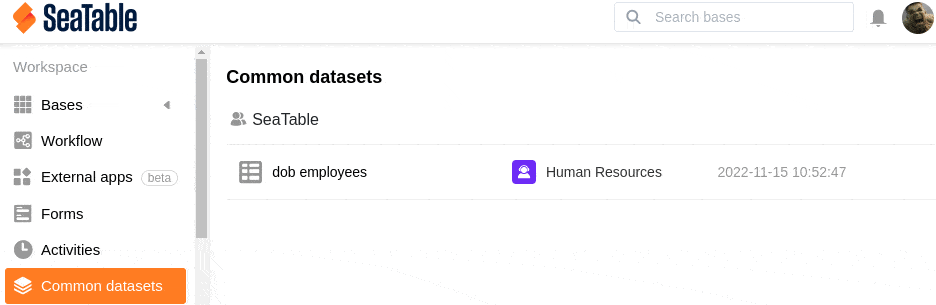 SeaTable
Search bases
Workspace
Bases
Workflow
External apps beta
Forms
Activities
Common datasets
Common datasets
SeaTable
dob employees Human Resources 2022-11-15 10:52:47